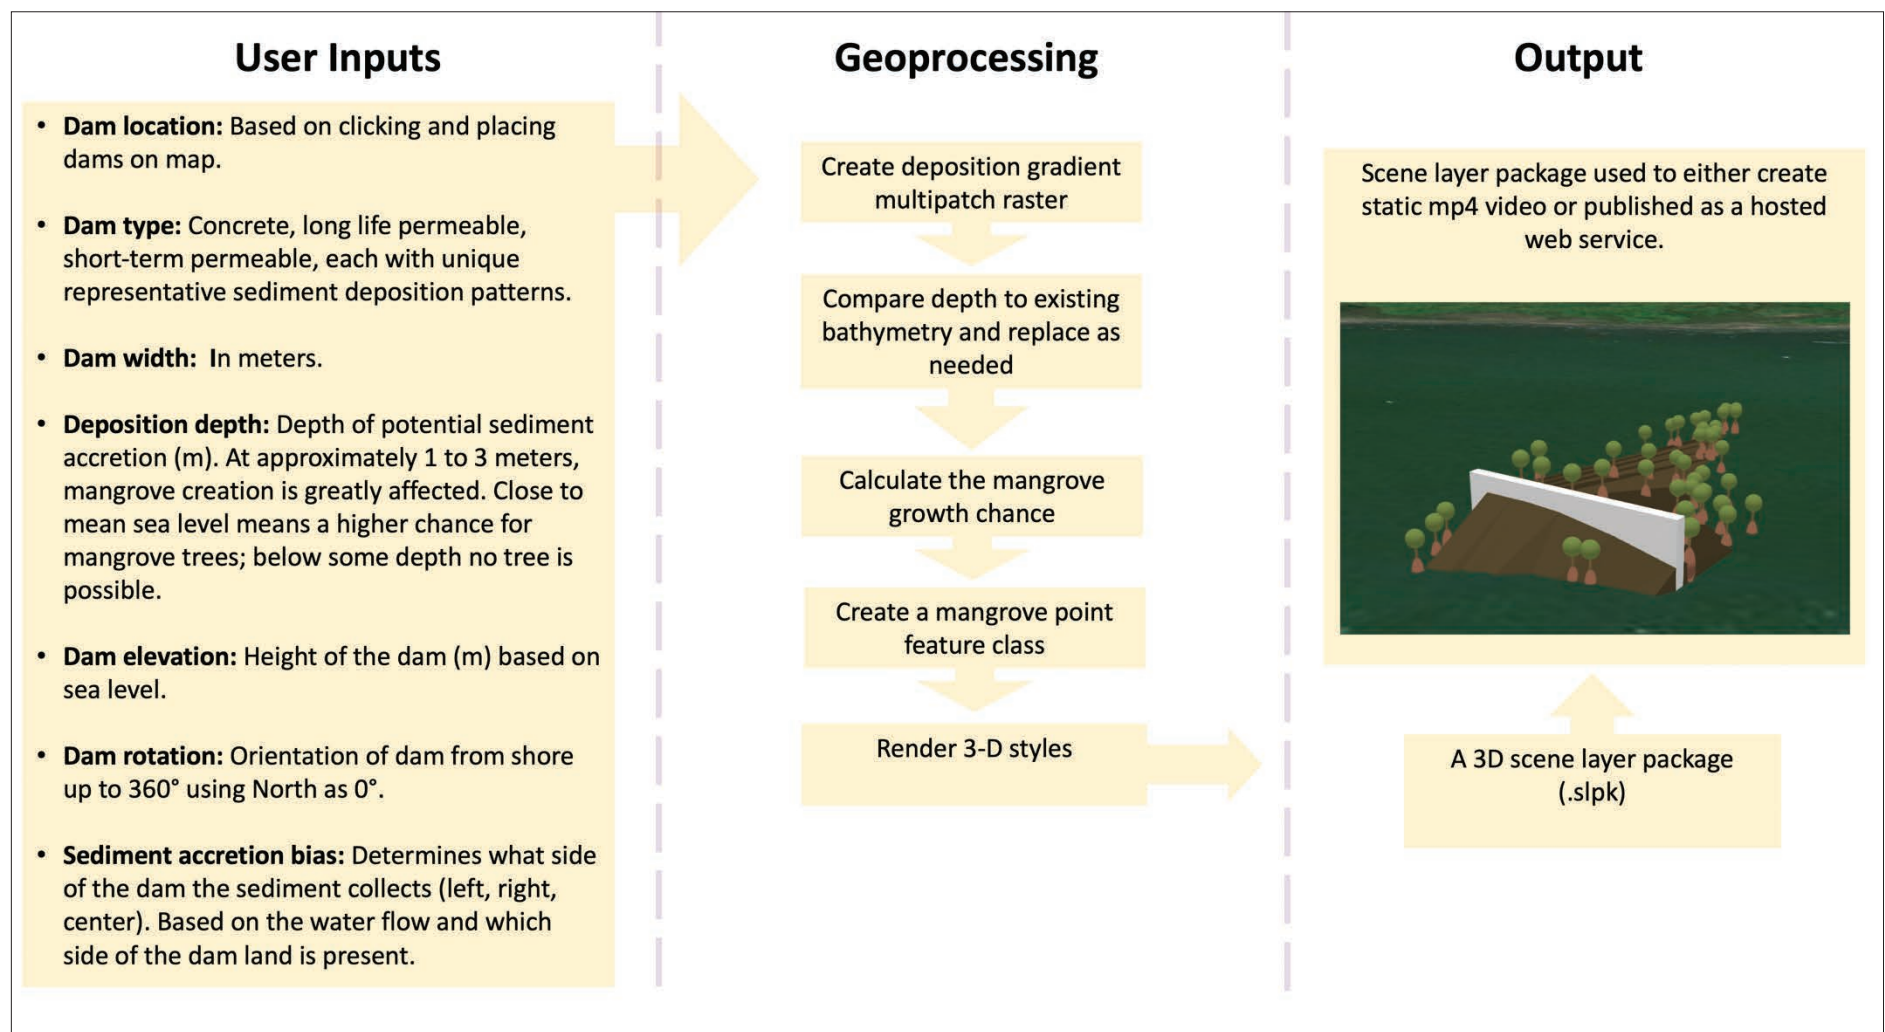 User Inputs
• Dam location: Based on clicking and placing
dams on map.
• Dam type: Concrete, long life permeable,
short-term permeable, each with unique
representative sediment deposition patterns.
• Dam width:  In meters.
• Deposition depth: Depth of potential sediment
accretion (m). At approximately 1 to 3 meters,
mangrove creation is greatly affected. Close to
mean sea level means a higher chance for
mangrove trees; below some depth no tree is
possible.
• Dam elevation: Height of the dam (m) based on
sea level.
• Dam rotation: Orientation of dam from shore
up to 360° using North as 0°.
• Sediment accretion bias: Determines what side
of the dam the sediment collects (left, right,
center). Based on the water flow and which
side of the dam land is present.
Geoprocessing
Create deposition gradient
multipatch raster
Compare depth to existing
bathymetry and replace as
needed
Calculate the mangrove
growth chance
Create a mangrove point
feature class
Render 3-D styles
Output
Scene layer package used to either create
static mp4 video or published as a hosted
web service.
A 3D scene layer package
(.slpk)